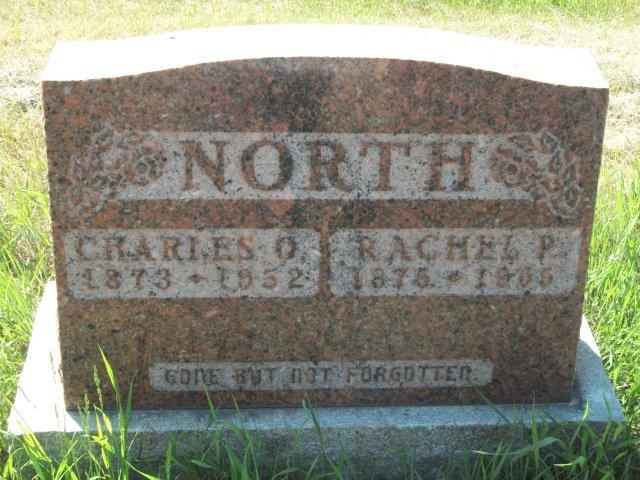 NORTH
CHARLES O. RACHEL P.
1873 • 1952
GONE BUT NOT FORGOTTEN.